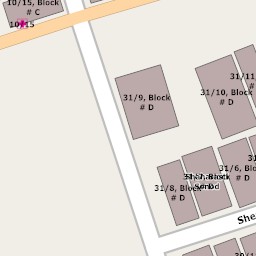 10/15, Block
# C
10/15
31/9, Block
# D
31/11,
31/10, Block
# D
31/6, Block
# D
31/8, Block
# D
She